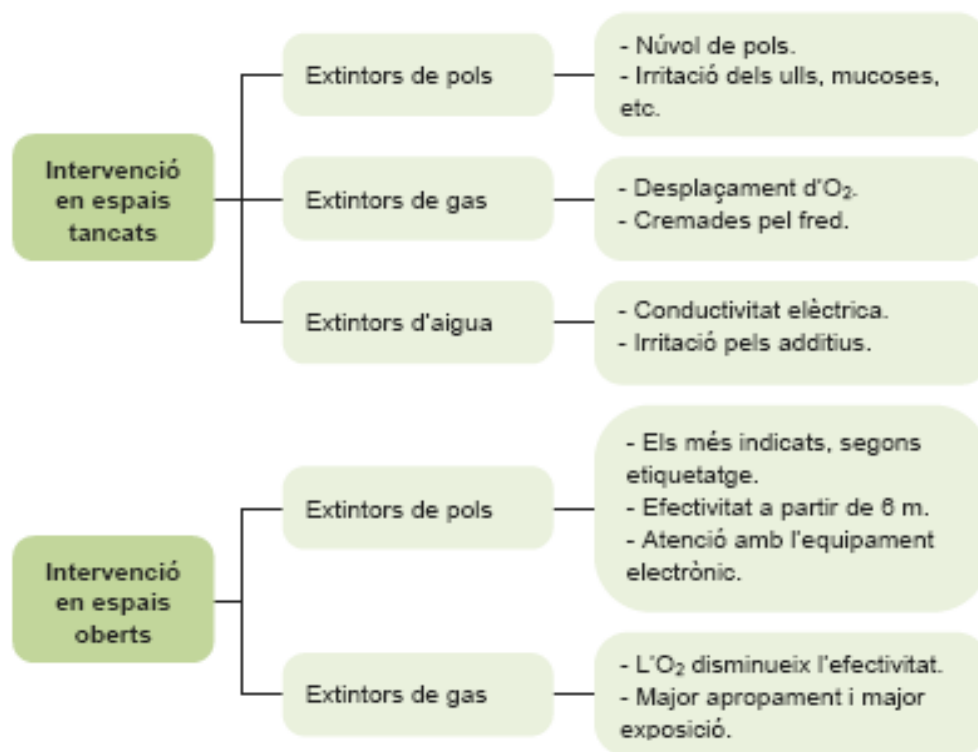 Intervenció
en espais
tancats
Extintors de pols
- Núvol de pols.
- Irritació dels ulls, mucoses,
etc.
Extintors de gas
- Desplaçament d'O₂.
- Cremades pel fred.
Extintors d'aigua
- Conductivitat elèctrica.
- Irritació pels additius.
Intervenció
en espais
oberts
Extintors de pols
- Els més indicats, segons
etiquetatge.
- Efectivitat a partir de 6 m.
- Atenció amb l'equipament
electrònic.
Extintors de gas
- L'O₂ disminueix l'efectivitat.
- Major apropament i major
exposició.